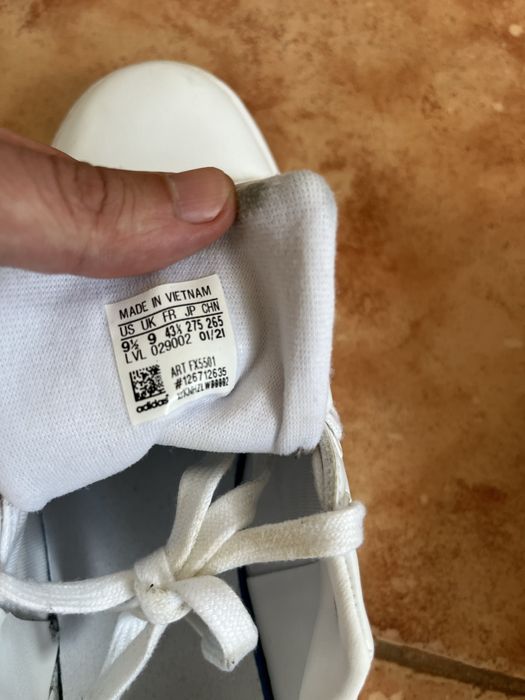 MADE IN VIETNAM
US UK FR JP CHN
9½ 9 43⅓ 275 265
LVL 029002 01/21
ART FX5501
#126712635
adidas